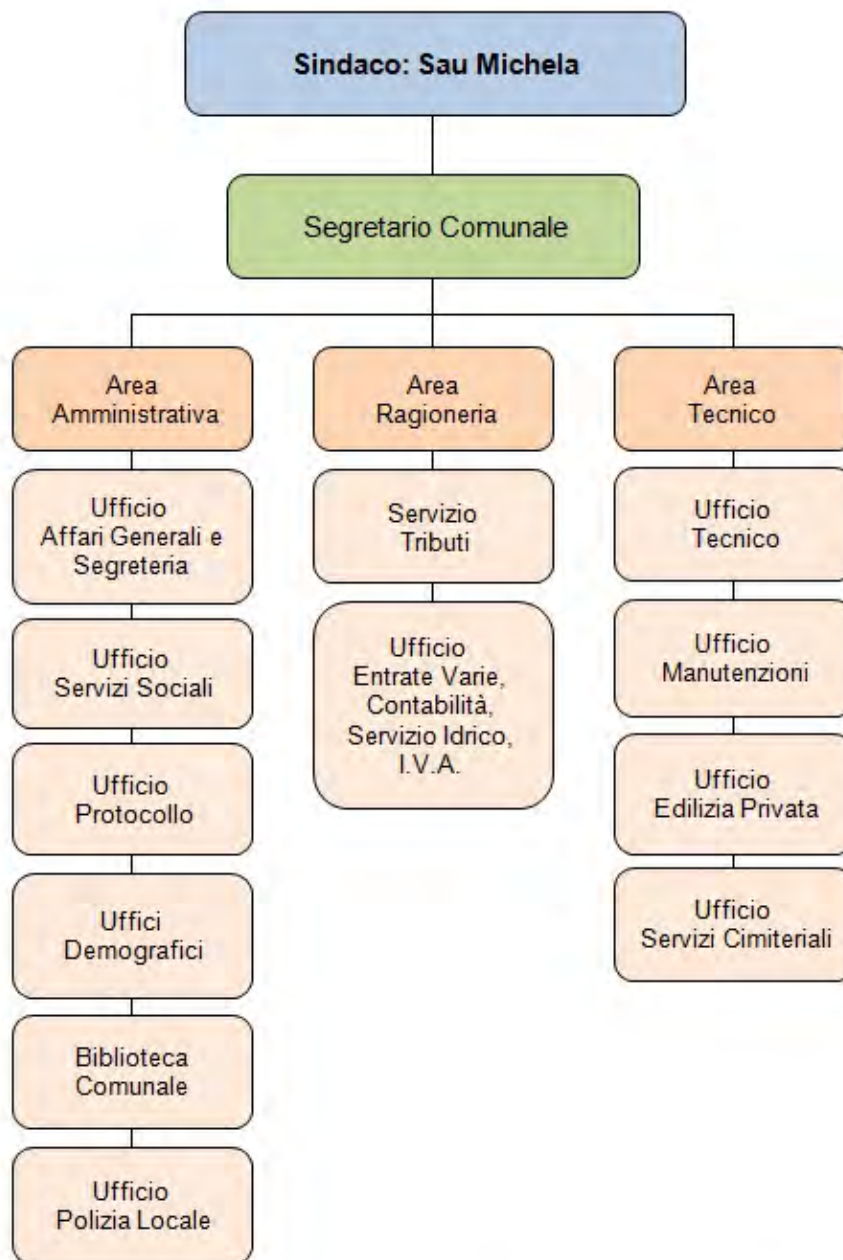 Sindaco: Sau Michela
Segretario Comunale
Area
Amministrativa
Ufficio
Affari Generali e
Segreteria
Ufficio
Servizi Sociali
Ufficio
Protocollo
Uffici
Demografici
Biblioteca
Comunale
Ufficio
Polizia Locale
Area
Ragioneria
Servizio
Tributi
Ufficio
Entrate Varie,
Contabilità,
Servizio Idrico,
I.V.A.
Area
Tecnico
Ufficio
Tecnico
Ufficio
Manutenzioni
Ufficio
Edilizia Privata
Ufficio
Servizi Cimiteriali